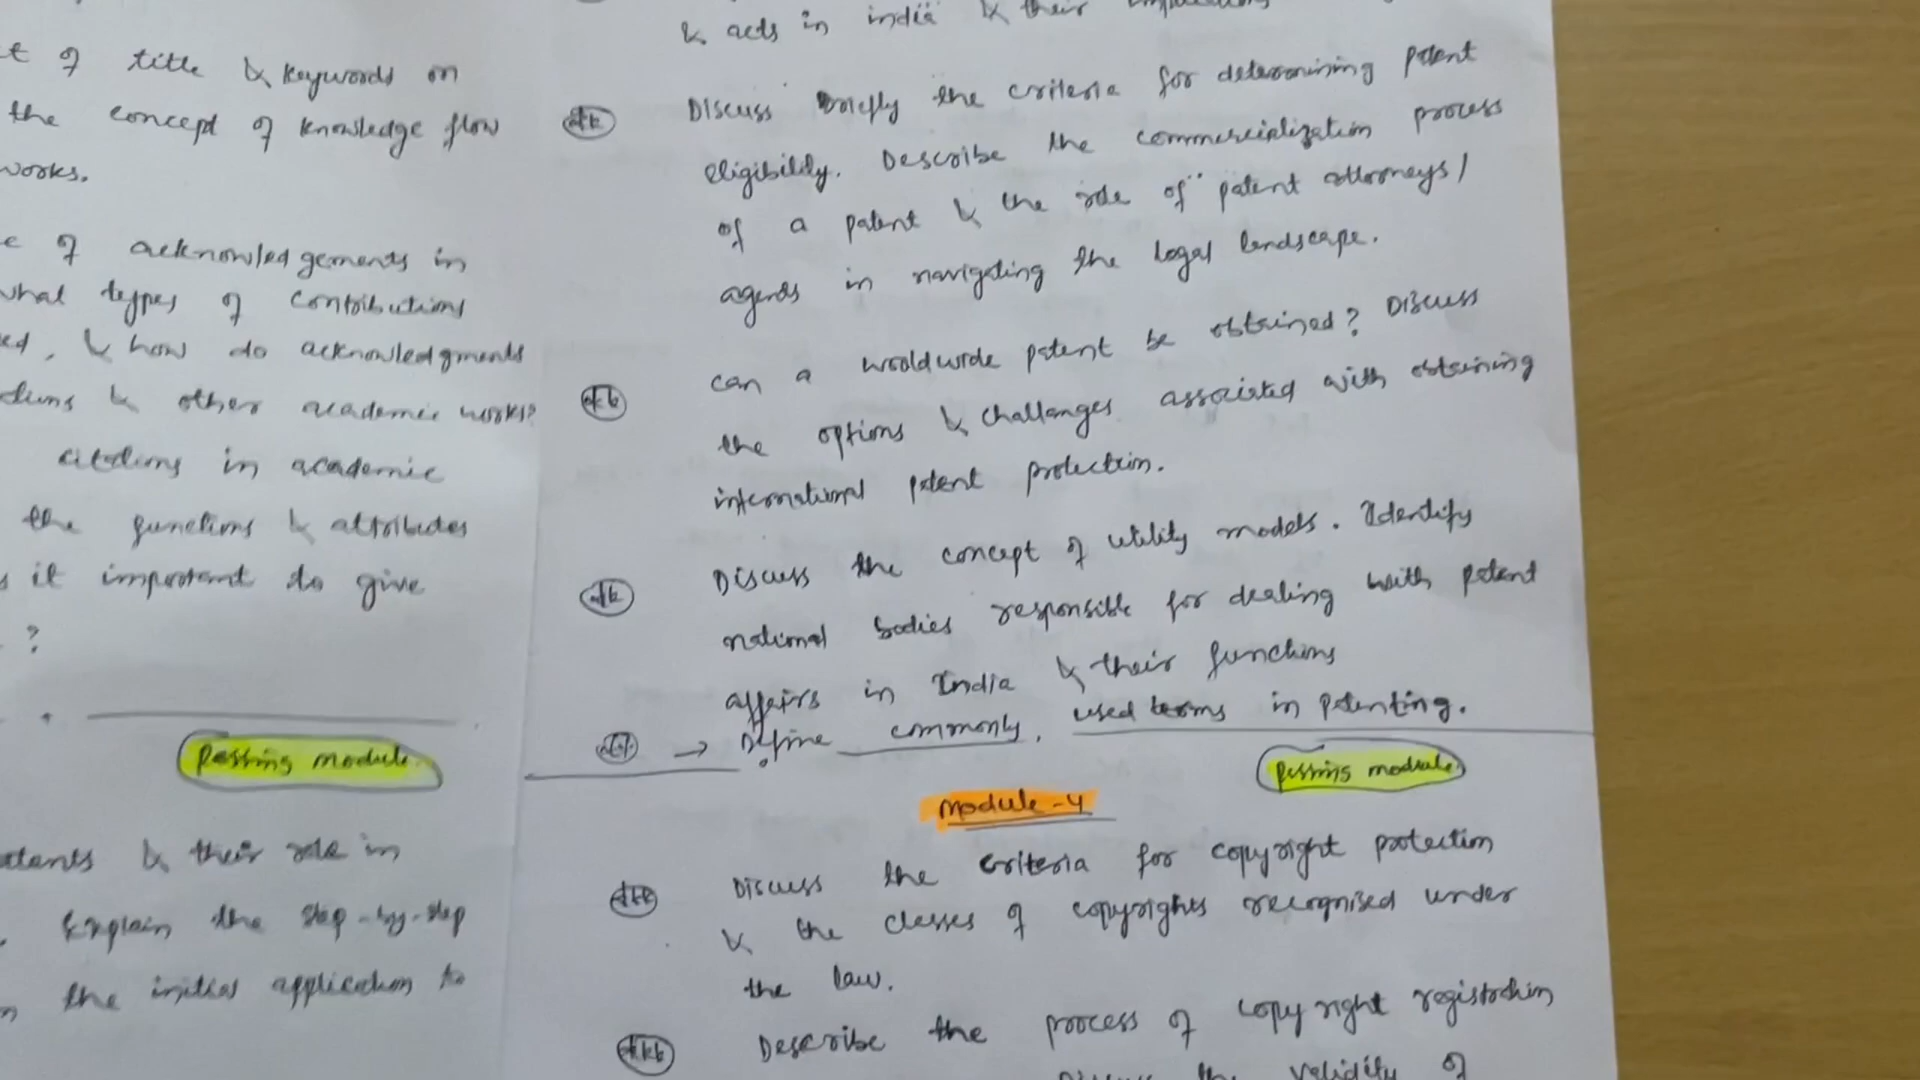 t of title & keywords on
the concept of knowledge flow
works.
e of acknowledgements in
what types of contributions
ed, & how do acknowledgments
& other academic works?
citations in academic
the functions & attributes
s it important to give
?
Passing module
atents & their role in
Explain the step-by-step
the initial application to
& acts in india & their
Discuss briefly the criteria for determining patent
eligibility. Describe the commercialization process
of a patent & the role of patent attorneys /
agents in navigating the legal landscape.
can a worldwide patent be obtained? Discuss
the options & challanges associated with obtaining
international patent protection.
Discuss the concept of utility models. Identify
national bodies responsible for dealing with patent
affairs in India & their functions
→ Define commonly used terms in patenting.
Passing module
Module-4
Discuss the criteria for copyright protection
& the classes of copyrights recognised under
the law.
Describe the process of copyright registration
the validity of